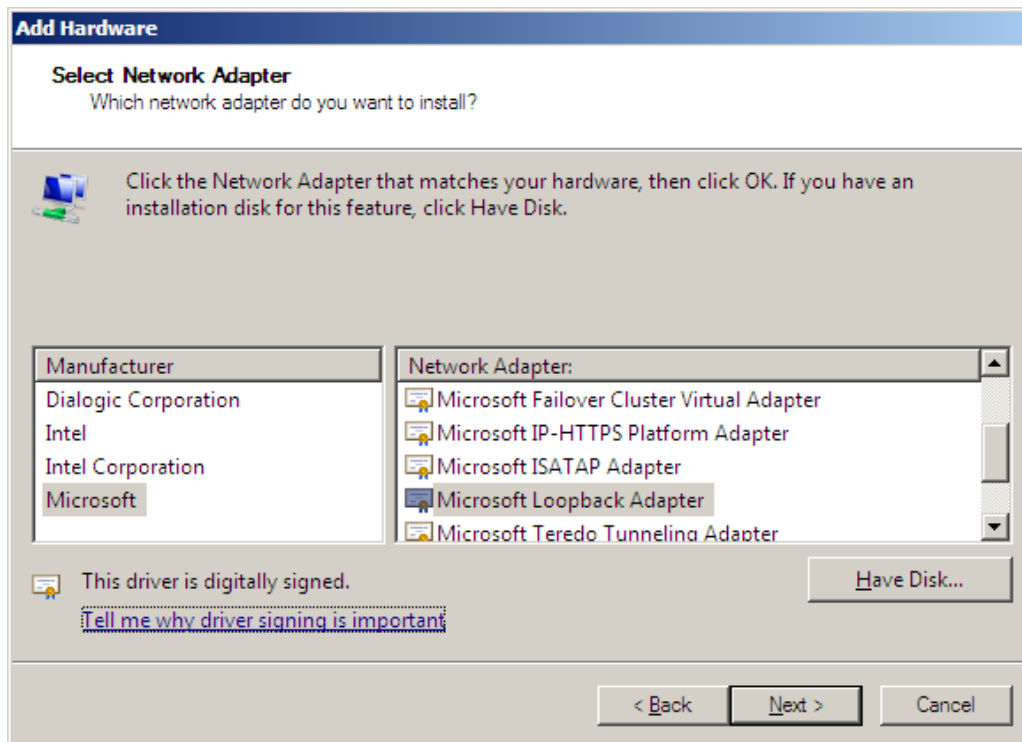 Add Hardware
Select Network Adapter
Which network adapter do you want to install?
Click the Network Adapter that matches your hardware, then click OK. If you have an
installation disk for this feature, click Have Disk.
Manufacturer
Dialogic Corporation
Intel
Intel Corporation
Microsoft
Network Adapter:
Microsoft Failover Cluster Virtual Adapter
Microsoft IP-HTTPS Platform Adapter
Microsoft ISATAP Adapter
Microsoft Loopback Adapter
Microsoft Teredo Tunneling Adapter
This driver is digitally signed.
Tell me why driver signing is important
Have Disk...
< Back
Next >
Cancel